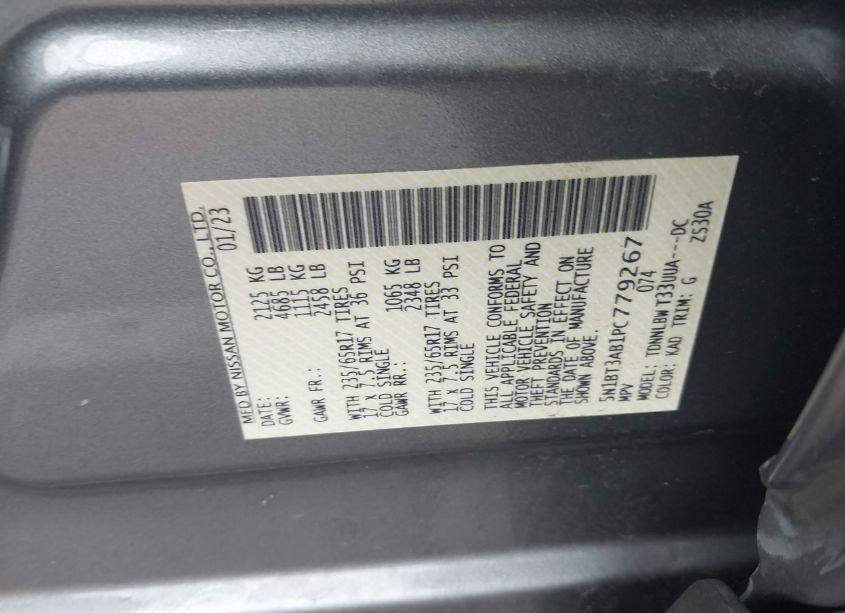 MFD BY NISSAN MOTOR CO., LTD.
DATE: 01/23
GVWR: 2125 KG
4685 LB
GAWR FR.: 1115 KG
2458 LB
WITH 235/65R17 TIRES
17 x 7.5 RIMS AT 36 PSI
COLD SINGLE
GAWR RR.: 1065 KG
2348 LB
WITH 235/65R17 TIRES
17 x 7.5 RIMS AT 33 PSI
COLD SINGLE
THIS VEHICLE CONFORMS TO
ALL APPLICABLE FEDERAL
MOTOR VEHICLE SAFETY AND
THEFT PREVENTION
STANDARDS IN EFFECT ON
THE DATE OF MANUFACTURE
SHOWN ABOVE.
5N1BT3AB1PC779267
MPV 074
MODEL: TDNNLBW T33UUA---DC
COLOR: KAD TRIM: G ZS30A